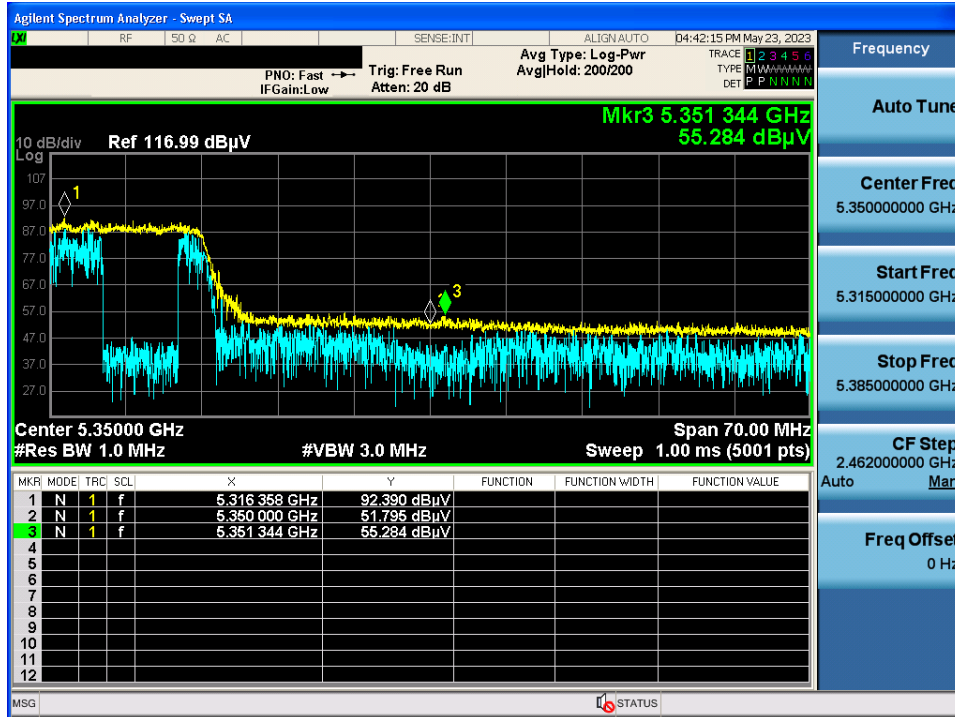 Agilent Spectrum Analyzer - Swept SA
LXI RF 50 Ω AC SENSE:INT ALIGN AUTO 04:42:15 PM May 23, 2023
Avg Type: Log-Pwr TRACE 1 2 3 4 5 6
PNO: Fast Trig: Free Run Avg|Hold: 200/200 TYPE M W W W W W
IFGain:Low Atten: 20 dB DET P P N N N N
Mkr3 5.351 344 GHz
55.284 dBµV
10 dB/div Ref 116.99 dBµV
Log
107
97.0
87.0
77.0
67.0
57.0
47.0
37.0
27.0
1
3
Center 5.35000 GHz Span 70.00 MHz
#Res BW 1.0 MHz #VBW 3.0 MHz Sweep 1.00 ms (5001 pts)
MKR MODE TRC SCL X Y FUNCTION FUNCTION WIDTH FUNCTION VALUE
1 N 1 f 5.316 358 GHz 92.390 dBµV
2 N 1 f 5.350 000 GHz 51.795 dBµV
3 N 1 f 5.351 344 GHz 55.284 dBµV
4
5
6
7
8
9
10
11
12
MSG STATUS
Frequency
Auto Tune
Center Freq
5.350000000 GHz
Start Freq
5.315000000 GHz
Stop Freq
5.385000000 GHz
CF Step
2.462000000 GHz
Auto Man
Freq Offset
0 Hz